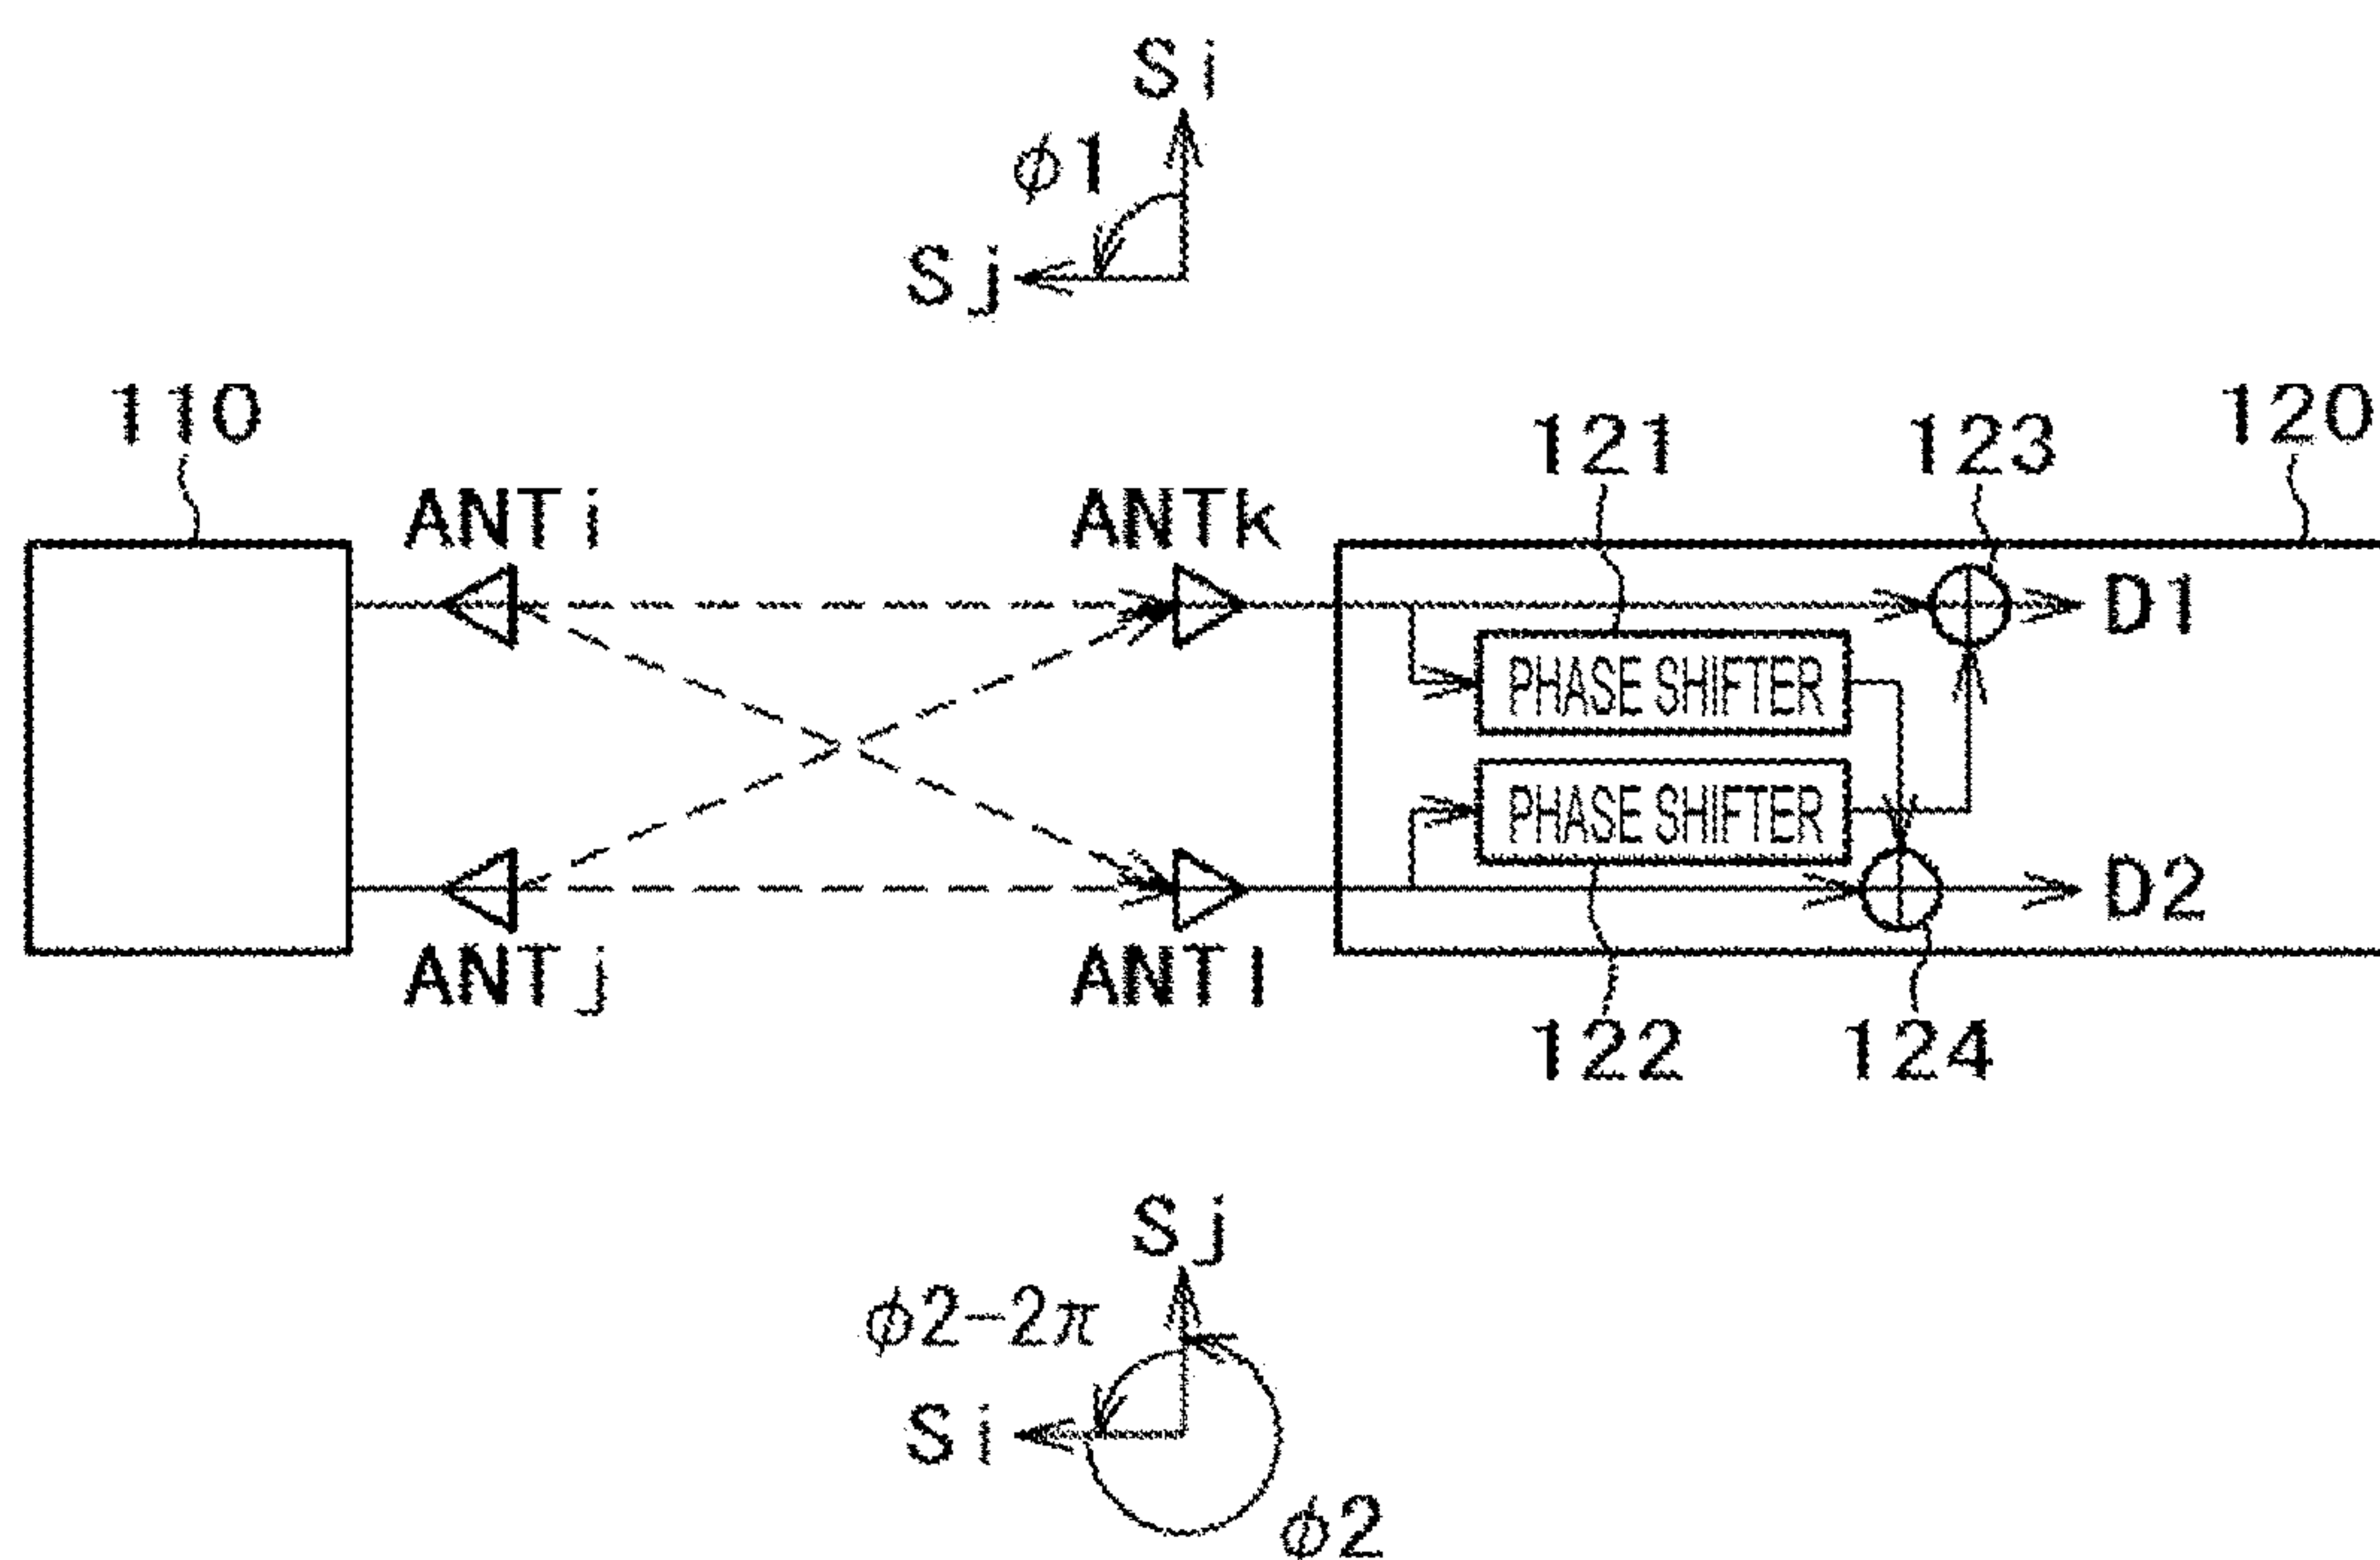 Si
φ1
Sj
110
120
121
123
ANTi
ANTk
D1
PHASE SHIFTER
PHASE SHIFTER
D2
ANTj
ANTl
122
124
Sj
φ2-2π
Si
φ2